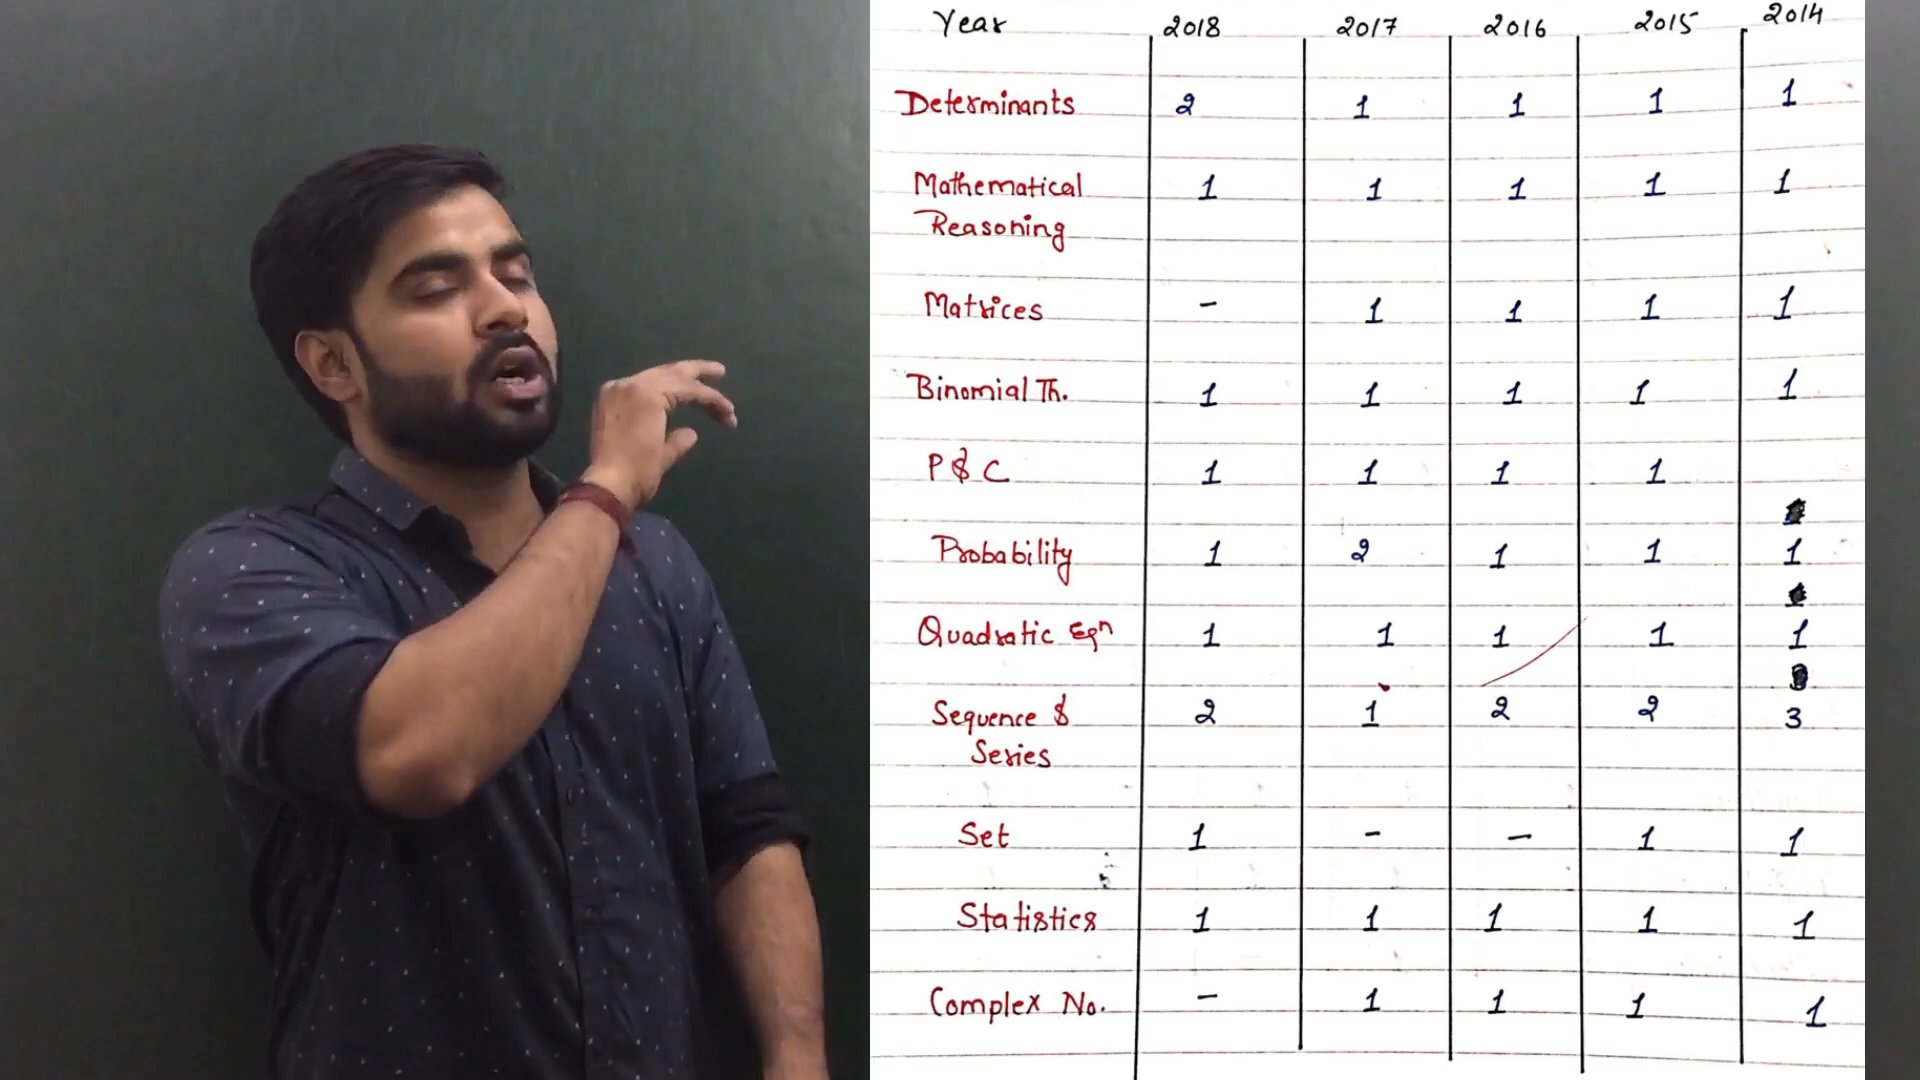 Year 2018 2017 2016 2015 2014
Determinants 2 1 1 1 1
Mathematical 1 1 1 1 1
Reasoning
Matrices - 1 1 1 1
Binomial Th. 1 1 1 1 1
P & C 1 1 1 1
Probability 1 2 1 1 1
Quadratic Eqn 1 1 1 1 1
Sequence & 2 1 2 2 3
Series
Set 1 - - 1 1
Statistics 1 1 1 1 1
Complex No. - 1 1 1 1